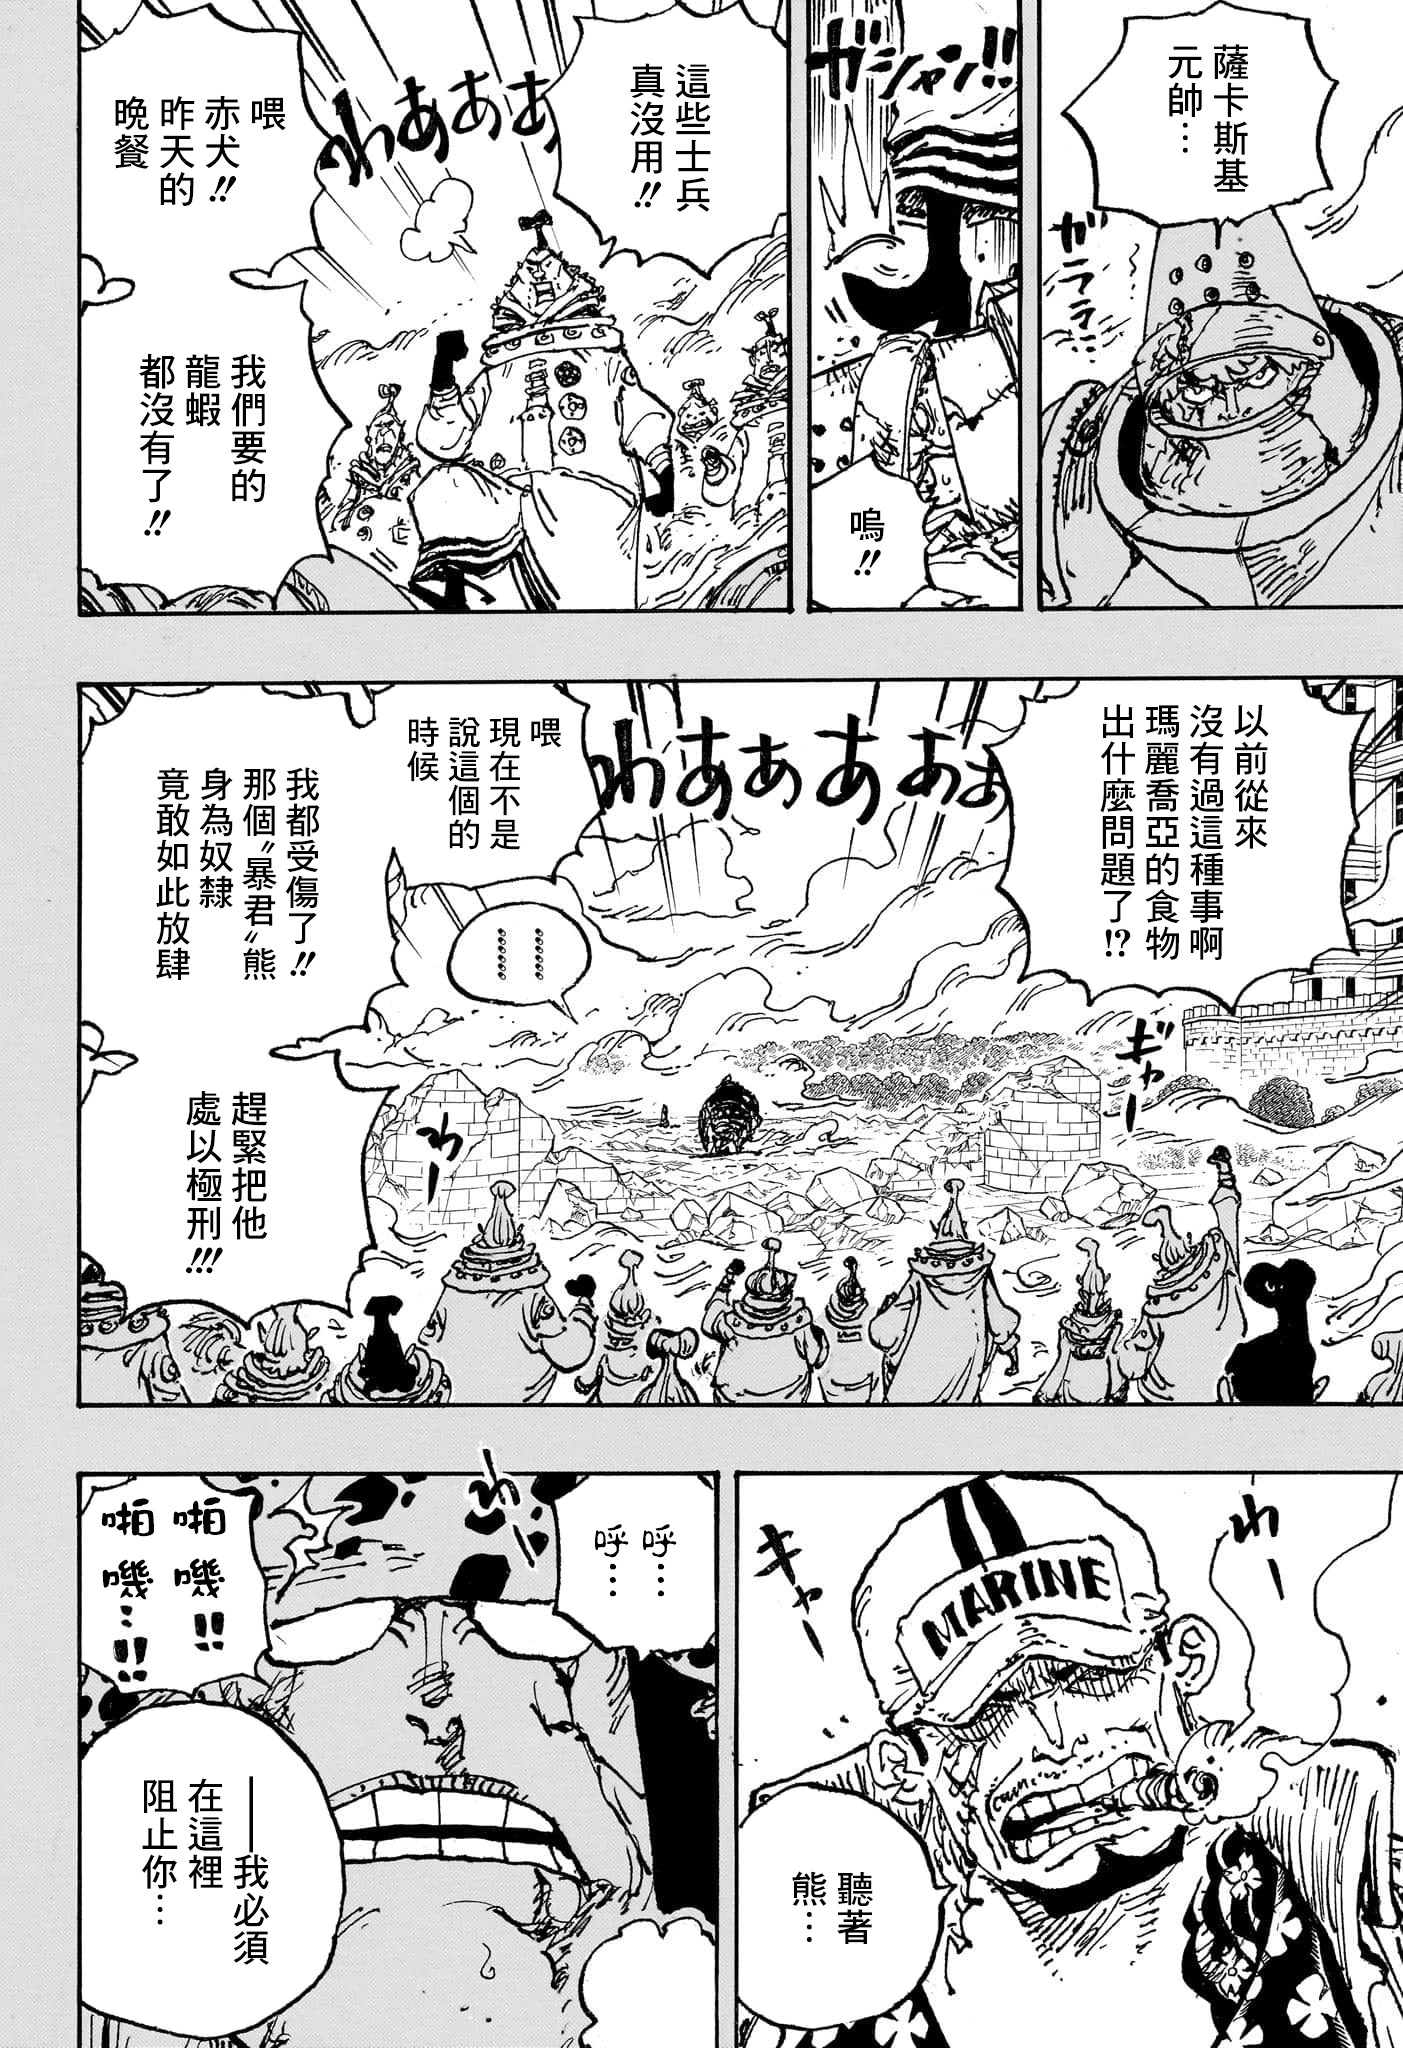 薩卡斯基
元帥…
ガラララ…
ガシャン!!
嗚!!
這些士兵
真沒用!!
わぁぁぁぁ
喂
赤犬!!
昨天的
晚餐
我們要的
龍蝦
都沒有了!!
以前從來
沒有過這種事啊
瑪麗喬亞的食物
出什麼問題了!?
わぁぁぁぁぁ
喂
現在不是
說這個的
時候
………
………
我都受傷了!!
那個〝暴君〞熊
身為奴隸
竟敢如此放肆
趕緊把他
處以極刑!!!
ギャー
わー
わー
キャー
MARINE
聽著
熊…
呼…
呼…
わー
啪嘰!!
啪嘰…!!
──我必須
在這裡
阻止你…